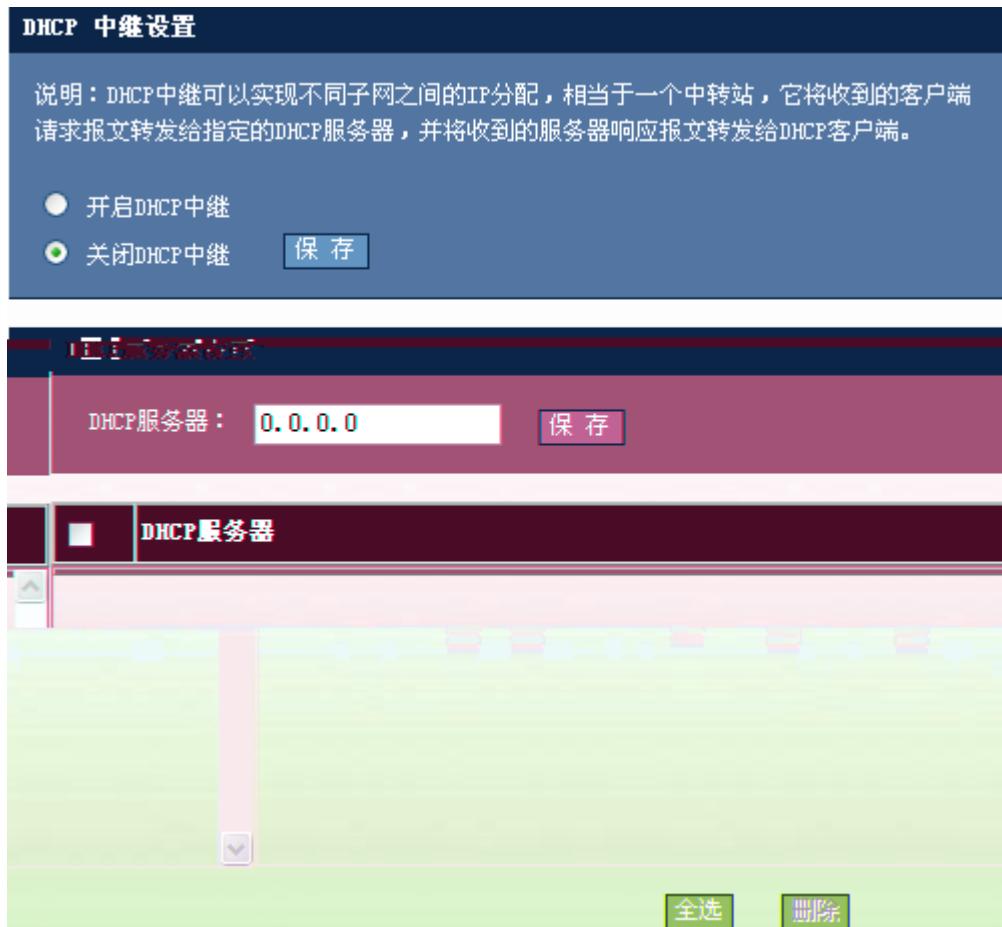 DHCP 中继设置
说明：DHCP中继可以实现不同子网之间的IP分配，相当于一个中转站，它将收到的客户端
请求报文转发给指定的DHCP服务器，并将收到的服务器响应报文转发给DHCP客户端。
开启DHCP中继
关闭DHCP中继 保 存
DHCP服务器： 0.0.0.0 保 存
DHCP服务器
全选 删除